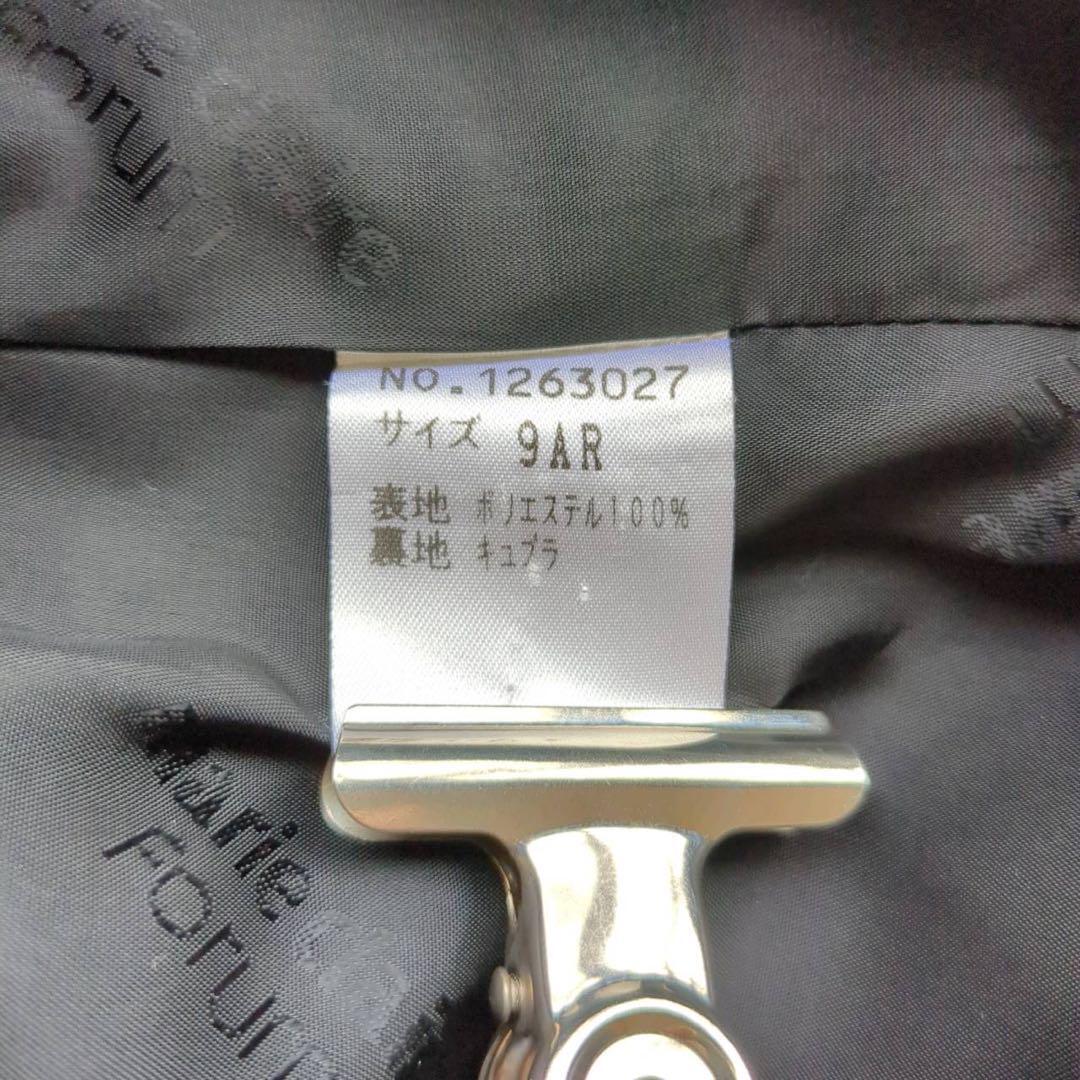 NO.1263027
サイズ 9AR
表地 ポリエステル100%
裏地 キュプラ
Marie
Forum